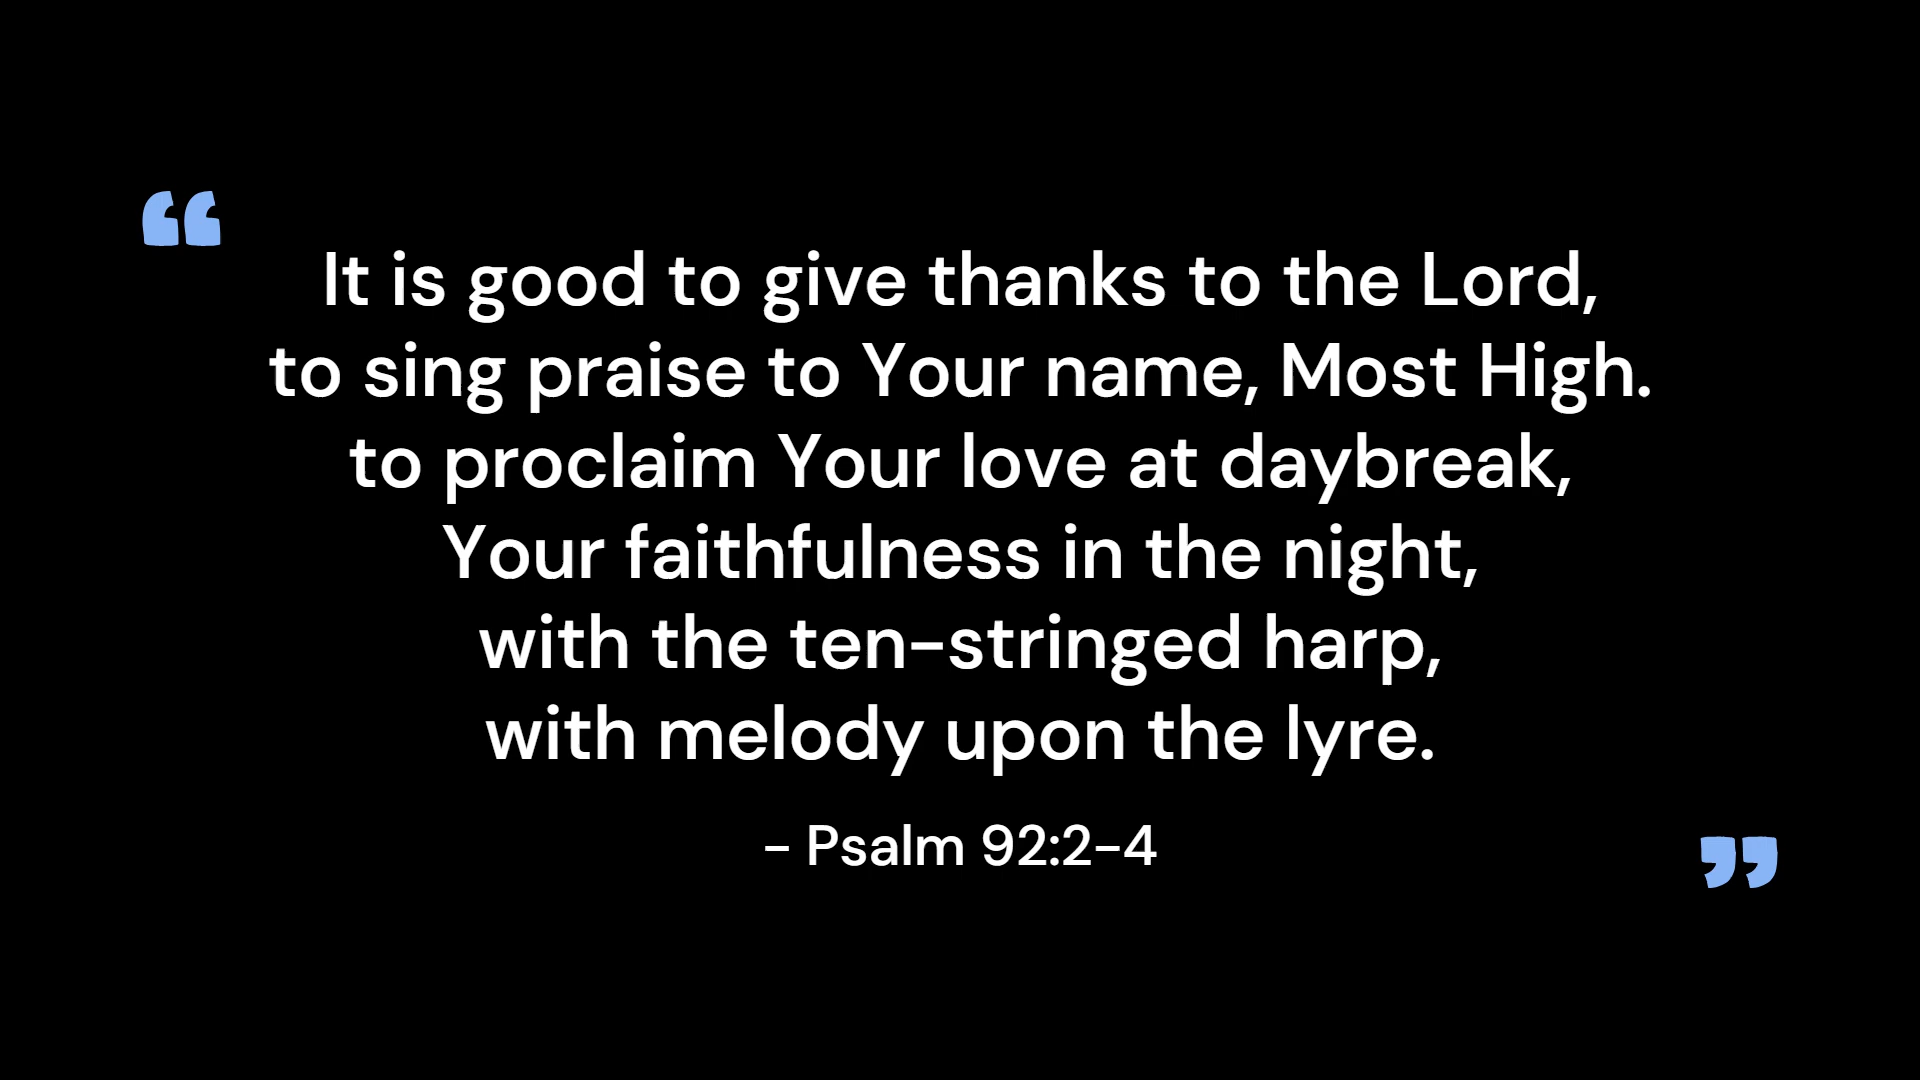 “
It is good to give thanks to the Lord,
to sing praise to Your name, Most High.
to proclaim Your love at daybreak,
Your faithfulness in the night,
with the ten-stringed harp,
with melody upon the lyre.
- Psalm 92:2-4
”